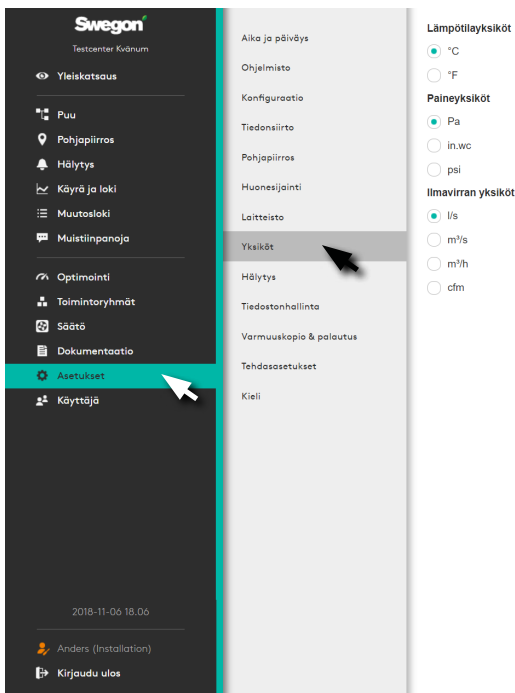 Swegon
Testcenter Kvänum
Yleiskatsaus
Puu
Pohjapiirros
Hälytys
Käyrä ja loki
Muutosloki
Muistiinpanoja
Optimointi
Toimintoryhmät
Säätö
Dokumentaatio
Asetukset
Käyttäjä
2018-11-06 18.06
Anders (Installation)
Kirjaudu ulos
Aika ja päiväys
Ohjelmisto
Konfiguraatio
Tiedonsiirto
Pohjapiirros
Huonesijainti
Laitteisto
Yksiköt
Hälytys
Tiedostonhallinta
Varmuuskopio & palautus
Tehdasasetukset
Kieli
Lämpötilayksiköt
°C
°F
Paineyksiköt
Pa
in.wc
psi
Ilmavirran yksiköt
l/s
m³/s
m³/h
cfm